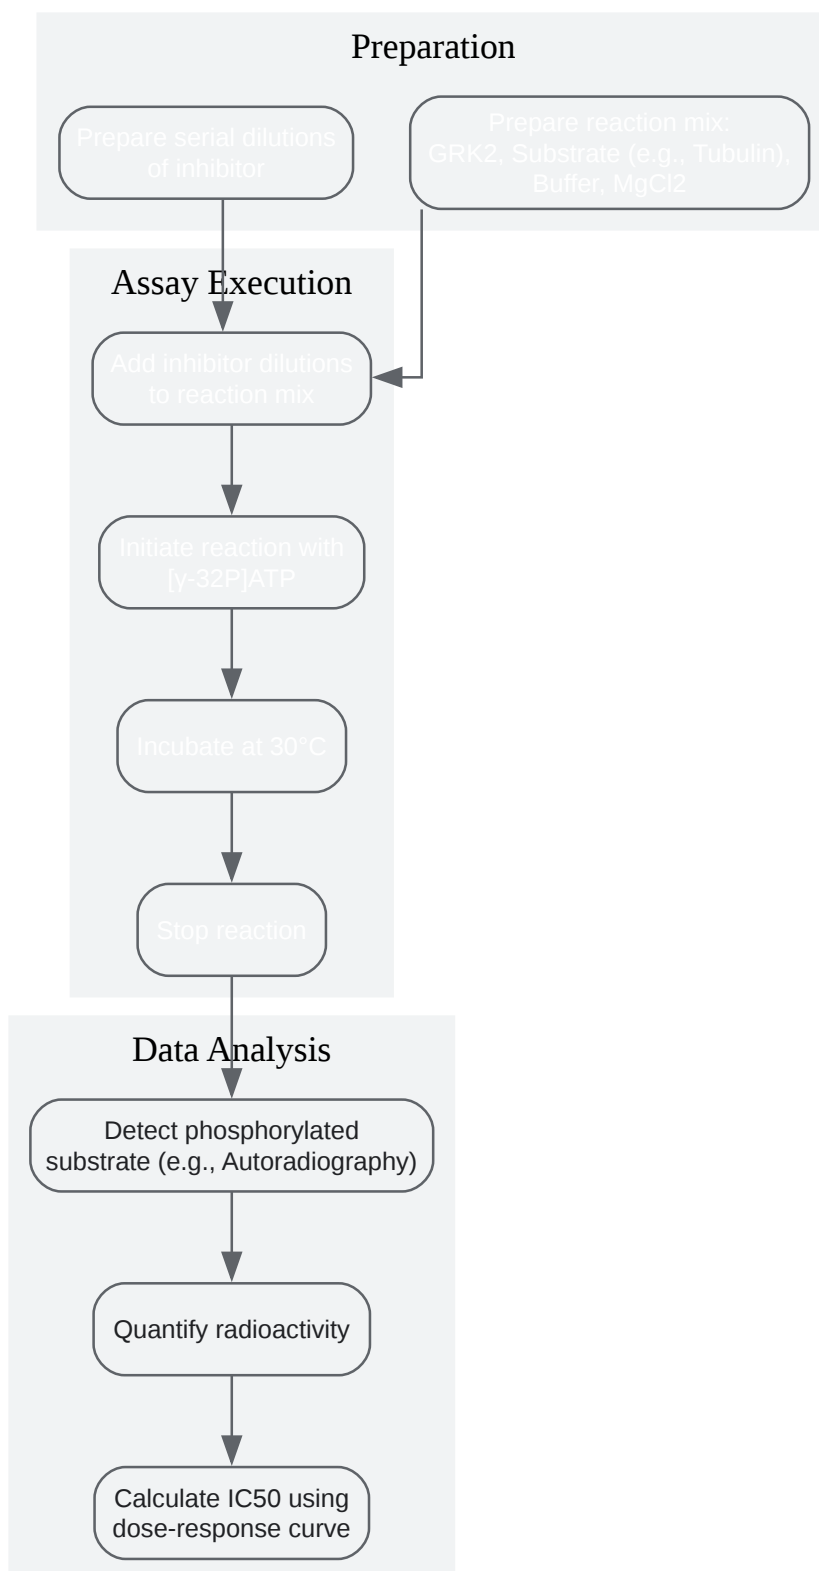 Preparation
Prepare serial dilutions
of inhibitor
Prepare reaction mix:
GRK2, Substrate (e.g., Tubulin),
Buffer, MgCl2
Assay Execution
Add inhibitor dilutions
to reaction mix
Initiate reaction with
[γ-32P]ATP
Incubate at 30°C
Stop reaction
Data Analysis
Detect phosphorylated
substrate (e.g., Autoradiography)
Quantify radioactivity
Calculate IC50 using
dose-response curve